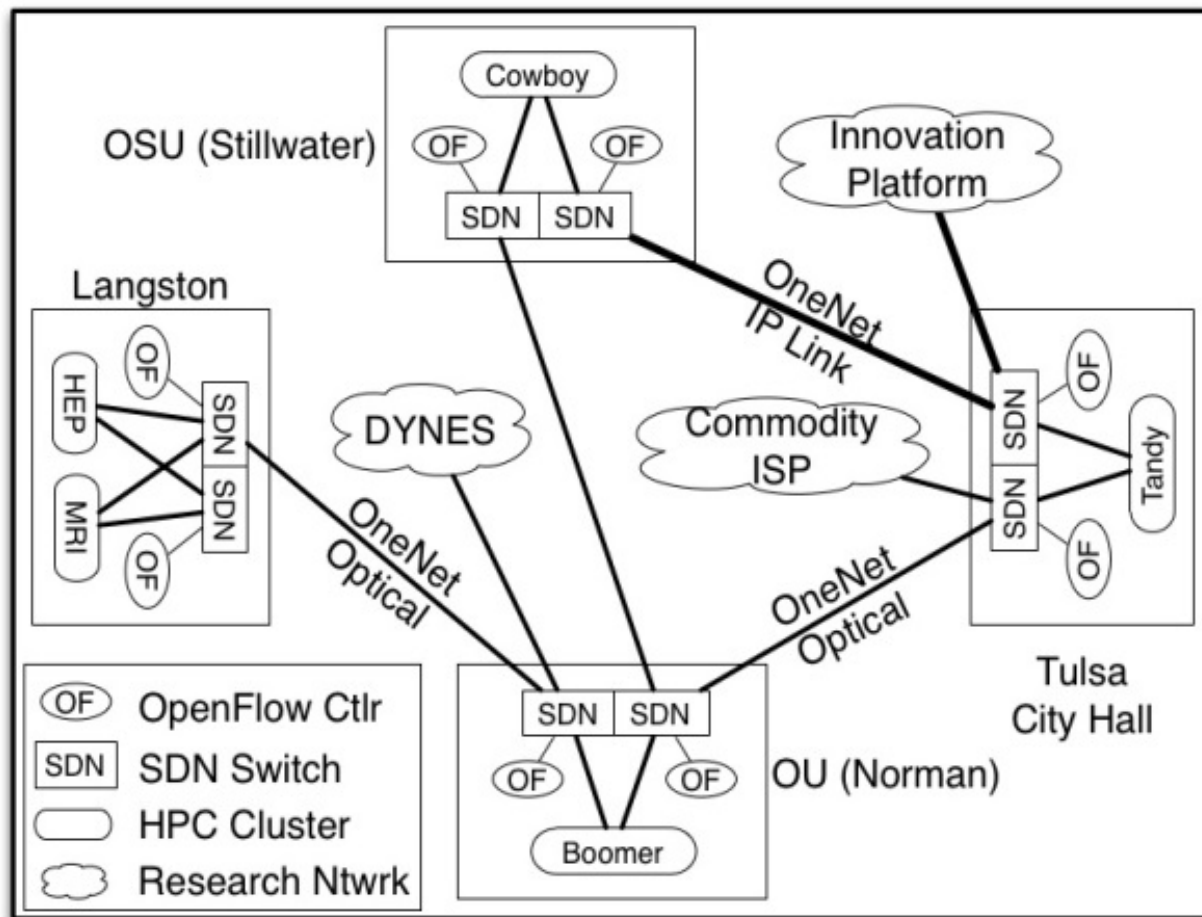 Cowboy
OSU (Stillwater)
OF
OF
SDN
SDN
Innovation
Platform
OneNet
IP Link
Langston
HEP
MRI
OF
SDN
SDN
OF
DYNES
Commodity
ISP
OF
SDN
SDN
OF
Tandy
Tulsa
City Hall
OneNet
Optical
OneNet
Optical
SDN
SDN
OF
OF
OU (Norman)
Boomer
OF OpenFlow Ctlr
SDN SDN Switch
HPC Cluster
Research Ntwrk